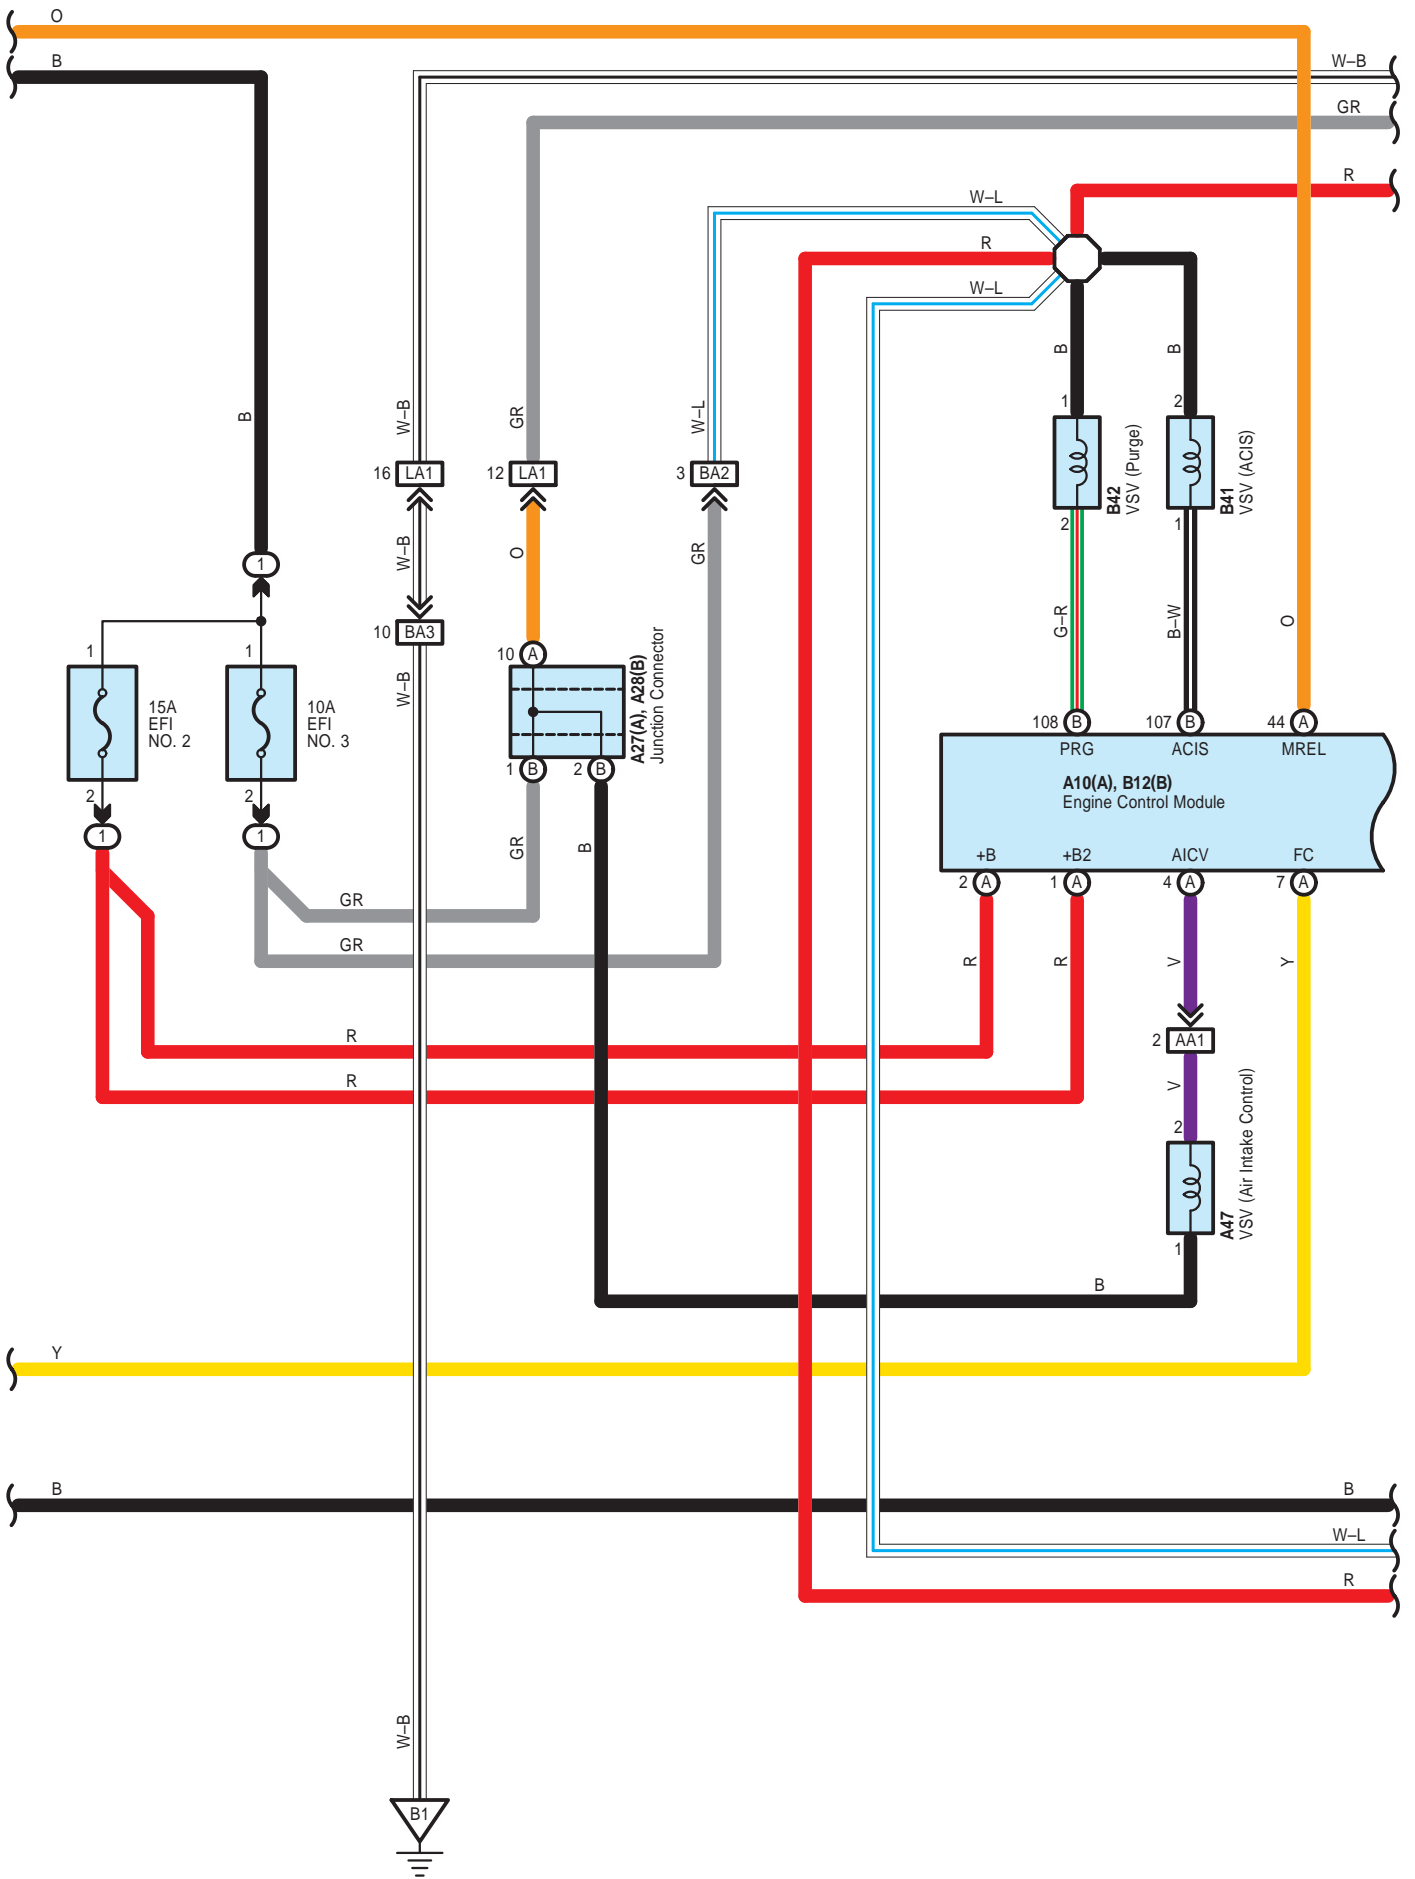 O
B
W–B
GR
R
W–L
R
W–L
B
B
B
W–B
GR
W–L
1
2
16 LA1
12 LA1
3 BA2
B42
VSV (Purge)
B41
VSV (ACIS)
2
1
W–B
O
GR
1
G–R
B–W
O
10 BA3
1
1
10 A
W–B
A27(A), A28(B)
Junction Connector
15A
EFI
NO. 2
10A
EFI
NO. 3
108 B
107 B
44 A
PRG
ACIS
MREL
A10(A), B12(B)
Engine Control Module
1 B
2 B
2
2
1
1
GR
B
+B
+B2
AICV
FC
2 A
1 A
4 A
7 A
GR
GR
R
R
V
Y
R
2 AA1
R
V
2
A47
VSV (Air Intake Control)
1
B
Y
B
B
W–L
R
W–B
B1